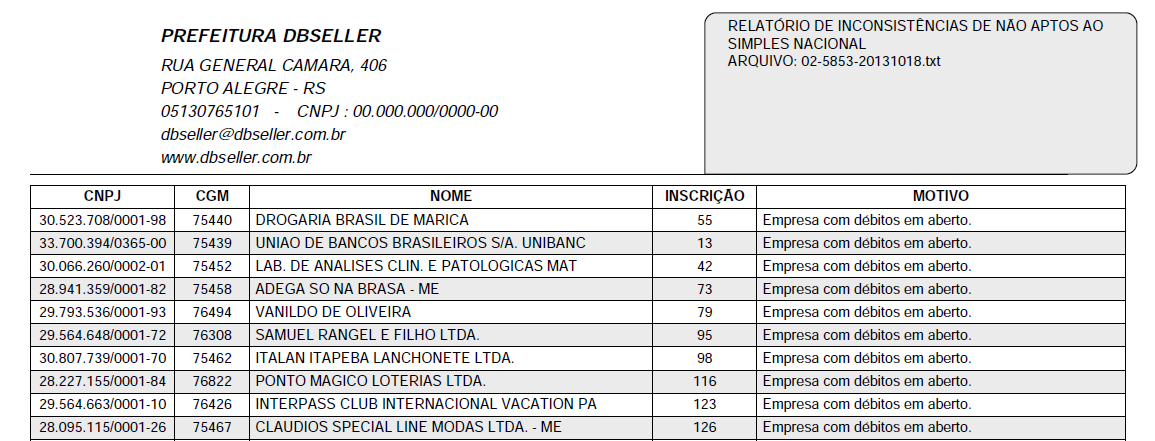 PREFEITURA DBSELLER
RUA GENERAL CAMARA, 406
PORTO ALEGRE - RS
05130765101 - CNPJ : 00.000.000/0000-00
dbseller@dbseller.com.br
www.dbseller.com.br
RELATÓRIO DE INCONSISTÊNCIAS DE NÃO APTOS AO
SIMPLES NACIONAL
ARQUIVO: 02-5853-20131018.txt
CNPJ CGM NOME INSCRIÇÃO MOTIVO
30.523.708/0001-98 75440 DROGARIA BRASIL DE MARICA 55 Empresa com débitos em aberto.
33.700.394/0365-00 75439 UNIAO DE BANCOS BRASILEIROS S/A. UNIBANC 13 Empresa com débitos em aberto.
30.066.260/0002-01 75452 LAB. DE ANALISES CLIN. E PATOLOGICAS MAT 42 Empresa com débitos em aberto.
28.941.359/0001-82 75458 ADEGA SO NA BRASA - ME 73 Empresa com débitos em aberto.
29.793.536/0001-93 76494 VANILDO DE OLIVEIRA 79 Empresa com débitos em aberto.
29.564.648/0001-72 76308 SAMUEL RANGEL E FILHO LTDA. 95 Empresa com débitos em aberto.
30.807.739/0001-70 75462 ITALAN ITAPEBA LANCHONETE LTDA. 98 Empresa com débitos em aberto.
28.227.155/0001-84 76822 PONTO MAGICO LOTERIAS LTDA. 116 Empresa com débitos em aberto.
29.564.663/0001-10 76426 INTERPASS CLUB INTERNACIONAL VACATION PA 123 Empresa com débitos em aberto.
28.095.115/0001-26 75467 CLAUDIOS SPECIAL LINE MODAS LTDA. - ME 126 Empresa com débitos em aberto.